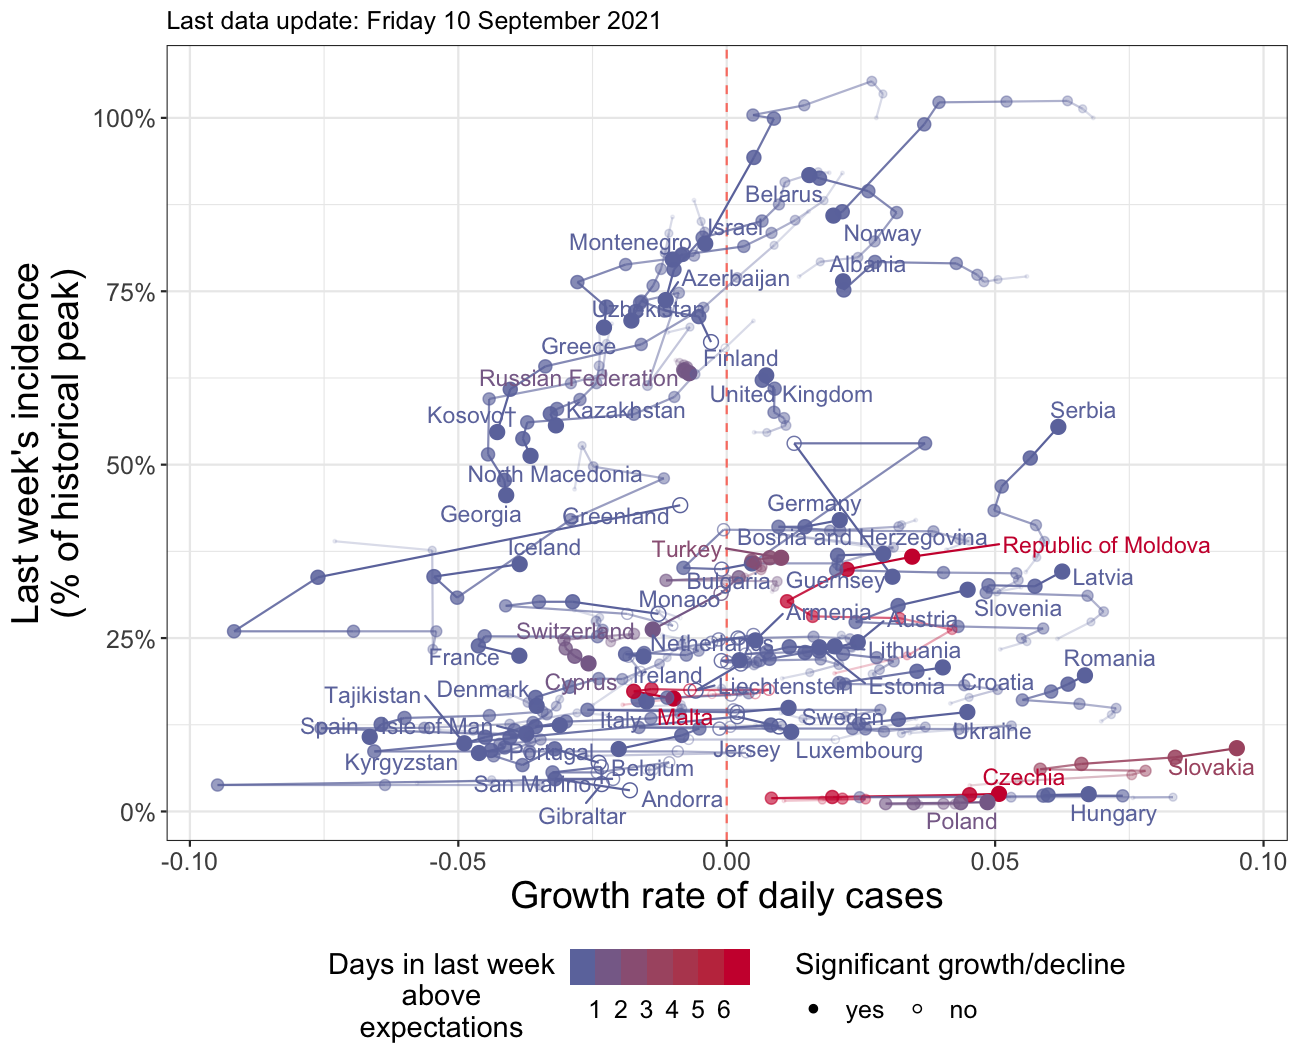 Last data update: Friday 10 September 2021
Last week's incidence
(% of historical peak)
100%
75%
50%
25%
0%
Belarus
Israel
Norway
Montenegro
Albania
Azerbaijan
Uzbekistan
Greece
Finland
Russian Federation
United Kingdom
Kosovo†
Kazakhstan
Serbia
North Macedonia
Germany
Georgia
Greenland
Bosnia and Herzegovina
Iceland
Turkey
Republic of Moldova
Bulgaria
Guernsey
Latvia
Monaco
Armenia
Slovenia
Switzerland
Austria
Netherlands
Lithuania
France
Romania
Ireland
Cyprus
Liechtenstein
Estonia
Croatia
Tajikistan
Denmark
Malta
Italy
Sweden
Spain
Isle of Man
Ukraine
Portugal
Jersey
Luxembourg
Kyrgyzstan
Belgium
Slovakia
San Marino
Czechia
Andorra
Gibraltar
Poland
Hungary
-0.10
-0.05
0.00
0.05
0.10
Growth rate of daily cases
Days in last week
above
expectations
1 2 3 4 5 6
Significant growth/decline
yes
no